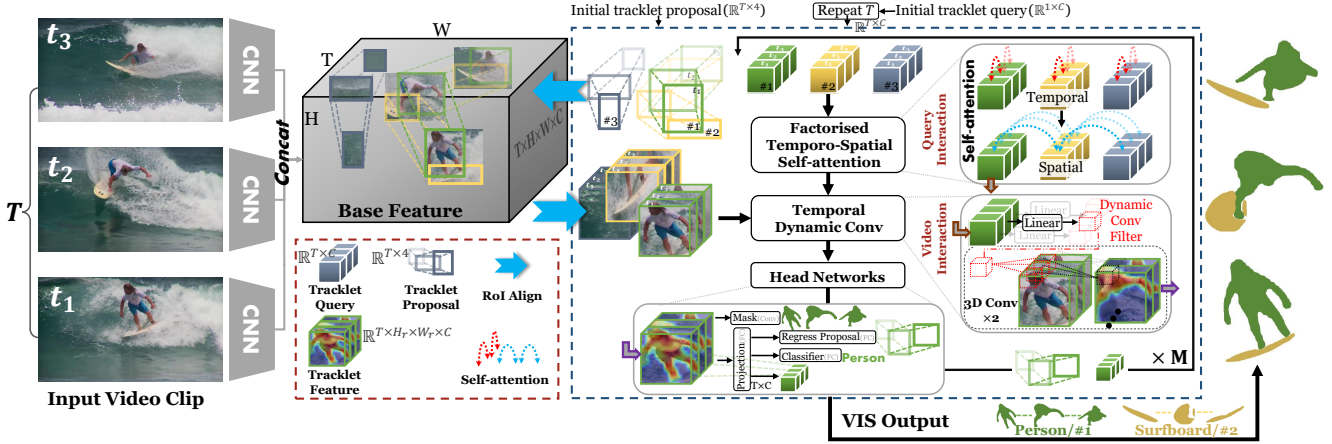 t3
t2
t1
T
CNN
CNN
CNN
Input Video Clip
Concat
W
T
H
T×H×W×C
Base Feature
ℝ^{T×C}
Tracklet
Query
ℝ^{T×4}
Tracklet
Proposal
RoI Align
ℝ^{T×H_r×W_r×C}
Tracklet
Feature
Self-attention
Initial tracklet proposal(ℝ^{T×4})
Repeat T
Initial tracklet query(ℝ^{1×C})
ℝ^{T×C}
#3
#1
#2
t1
#1
#2
#3
Factorised
Temporo-Spatial
Self-attention
Temporal
Dynamic Conv
Head Networks
Query
Interaction
Self-attention
Temporal
Spatial
Video
Interaction
Linear
Linear
Linear
Dynamic
Conv
Filter
3D Conv
×2
Mask(Conv)
Projection(FC)
Regress Proposal(FC)
Classifier(FC)
Person
T×C
× M
VIS Output
Person/#1
Surfboard/#2